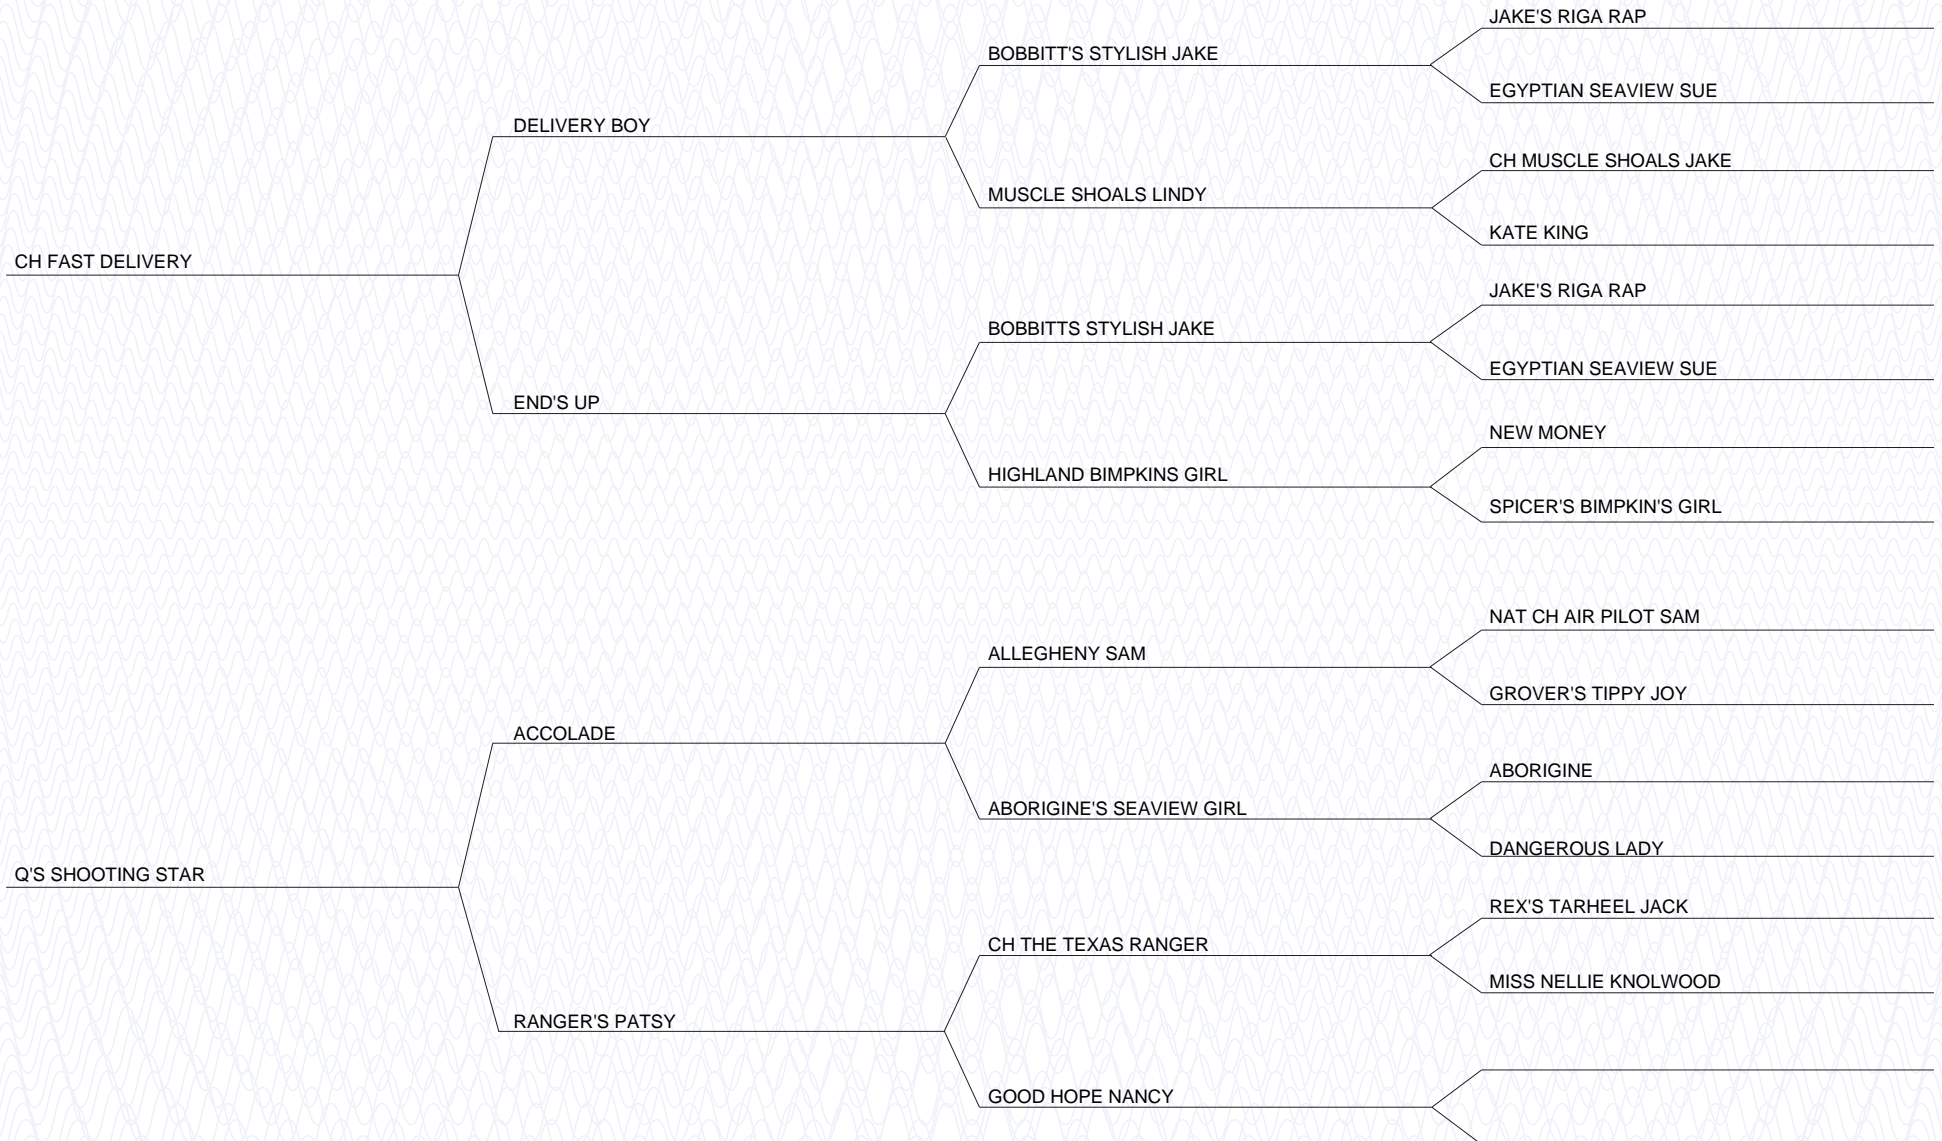 JAKE'S RIGA RAP
BOBBITT'S STYLISH JAKE
EGYPTIAN SEAVIEW SUE
DELIVERY BOY
CH MUSCLE SHOALS JAKE
MUSCLE SHOALS LINDY
KATE KING
CH FAST DELIVERY
JAKE'S RIGA RAP
BOBBITTS STYLISH JAKE
EGYPTIAN SEAVIEW SUE
END'S UP
NEW MONEY
HIGHLAND BIMPKINS GIRL
SPICER'S BIMPKIN'S GIRL
NAT CH AIR PILOT SAM
ALLEGHENY SAM
GROVER'S TIPPY JOY
ACCOLADE
ABORIGINE
ABORIGINE'S SEAVIEW GIRL
DANGEROUS LADY
Q'S SHOOTING STAR
REX'S TARHEEL JACK
CH THE TEXAS RANGER
MISS NELLIE KNOLWOOD
RANGER'S PATSY
GOOD HOPE NANCY